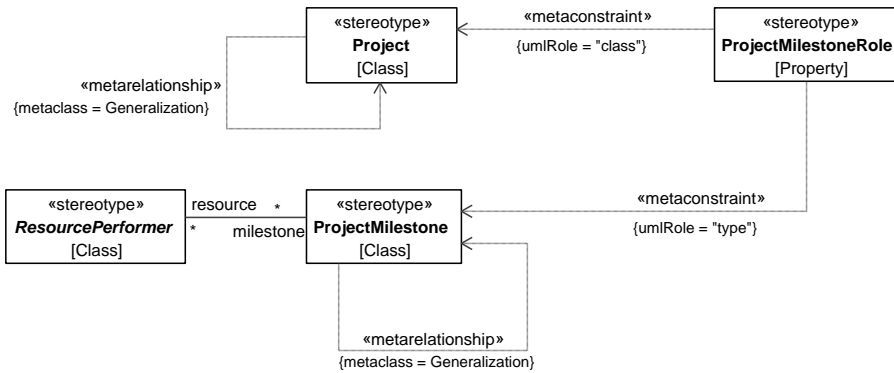 «stereotype»
Project
[Class]
«metaconstraint»
{umlRole = "class"}
«stereotype»
ProjectMilestoneRole
[Property]
«metarelationship»
{metaclass = Generalization}
«stereotype»
ResourcePerformer
[Class]
resource
*
*
milestone
«stereotype»
ProjectMilestone
[Class]
«metaconstraint»
{umlRole = "type"}
«metarelationship»
{metaclass = Generalization}